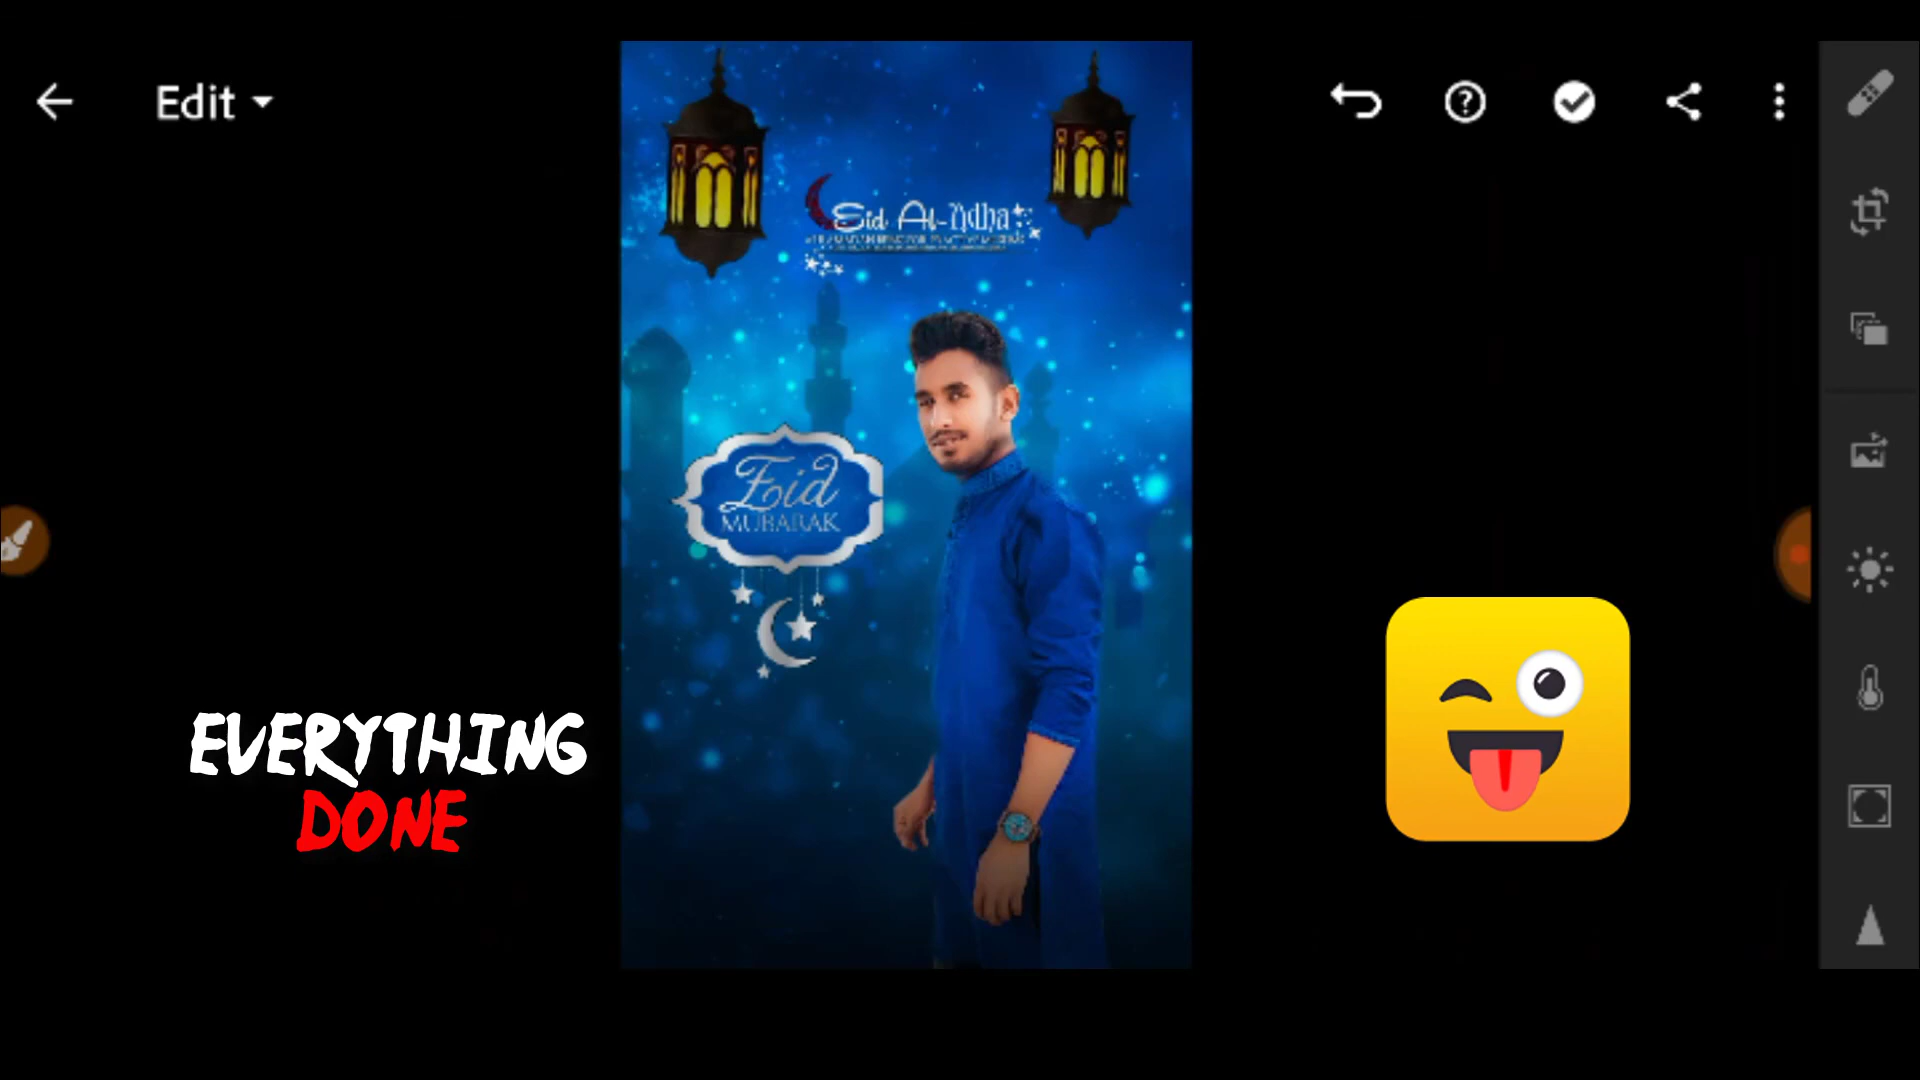 Edit
Eid Al-Adha
Eid
MUBARAK
EVERYTHING
DONE